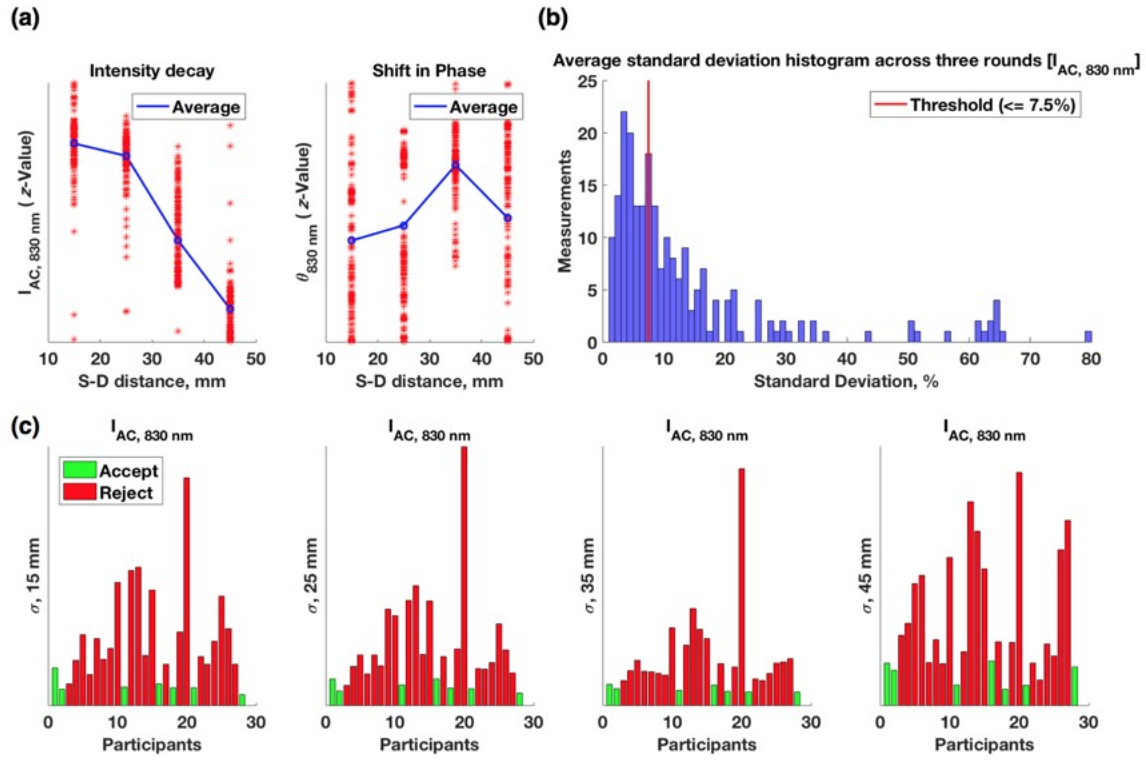 (a)
Intensity decay
Average
I_AC, 830 nm ( z-Value)
10 20 30 40 50
S-D distance, mm
Shift in Phase
Average
θ_830 nm ( z-Value)
10 20 30 40 50
S-D distance, mm
(b)
Average standard deviation histogram across three rounds [I_AC, 830 nm]
Threshold (<= 7.5%)
Measurements
25
20
15
10
5
0
0 10 20 30 40 50 60 70 80
Standard Deviation, %
(c)
I_AC, 830 nm
Accept
Reject
σ, 15 mm
0 10 20 30
Participants
I_AC, 830 nm
σ, 25 mm
0 10 20 30
Participants
I_AC, 830 nm
σ, 35 mm
0 10 20 30
Participants
I_AC, 830 nm
σ, 45 mm
0 10 20 30
Participants